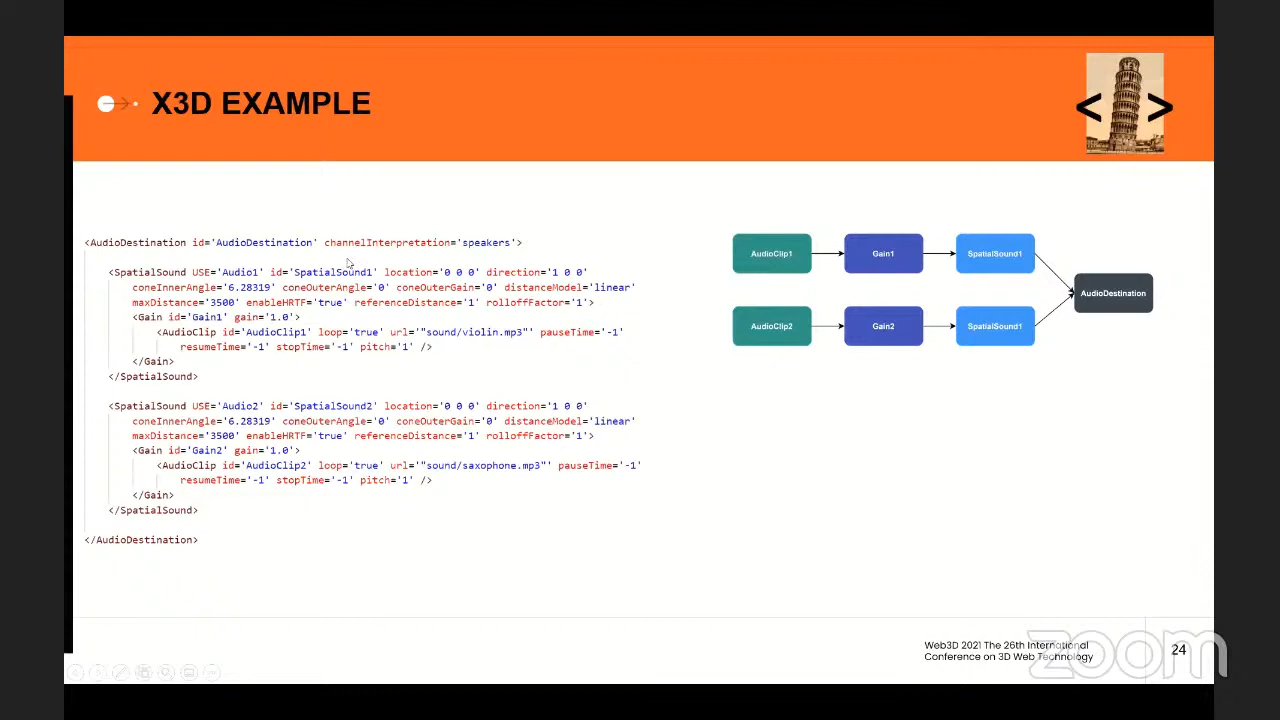 X3D EXAMPLE
< >
<AudioDestination id='AudioDestination' channelInterpretation='speakers'>
<SpatialSound USE='Audio1' id='SpatialSound1' location='0 0 0' direction='1 0 0'
coneInnerAngle='6.28319' coneOuterAngle='0' coneOuterGain='0' distanceModel='linear'
maxDistance='3500' enableHRTF='true' referenceDistance='1' rolloffFactor='1'>
<Gain id='Gain1' gain='1.0'>
<AudioClip id='AudioClip1' loop='true' url='"sound/violin.mp3"' pauseTime='-1'
resumeTime='-1' stopTime='-1' pitch='1' />
</Gain>
</SpatialSound>
<SpatialSound USE='Audio2' id='SpatialSound2' location='0 0 0' direction='1 0 0'
coneInnerAngle='6.28319' coneOuterAngle='0' coneOuterGain='0' distanceModel='linear'
maxDistance='3500' enableHRTF='true' referenceDistance='1' rolloffFactor='1'>
<Gain id='Gain2' gain='1.0'>
<AudioClip id='AudioClip2' loop='true' url='"sound/saxophone.mp3"' pauseTime='-1'
resumeTime='-1' stopTime='-1' pitch='1' />
</Gain>
</SpatialSound>
</AudioDestination>
AudioClip1
Gain1
SpatialSound1
AudioDestination
AudioClip2
Gain2
SpatialSound1
Web3D 2021 The 26th International
Conference on 3D Web Technology
24
zoom